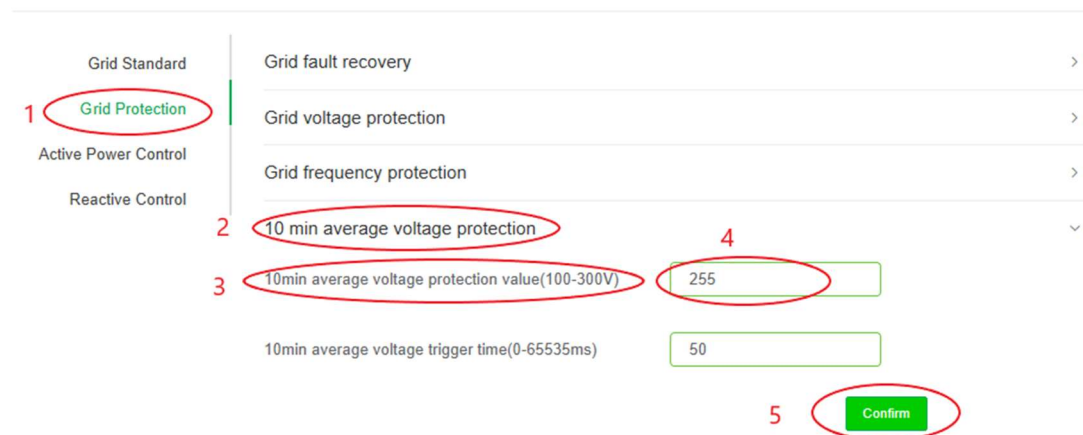 Grid Standard
Grid fault recovery
1 Grid Protection
Grid voltage protection
Active Power Control
Grid frequency protection
Reactive Control
2 10 min average voltage protection
4
3 10min average voltage protection value(100-300V) 255
10min average voltage trigger time(0-65535ms) 50
5 Confirm